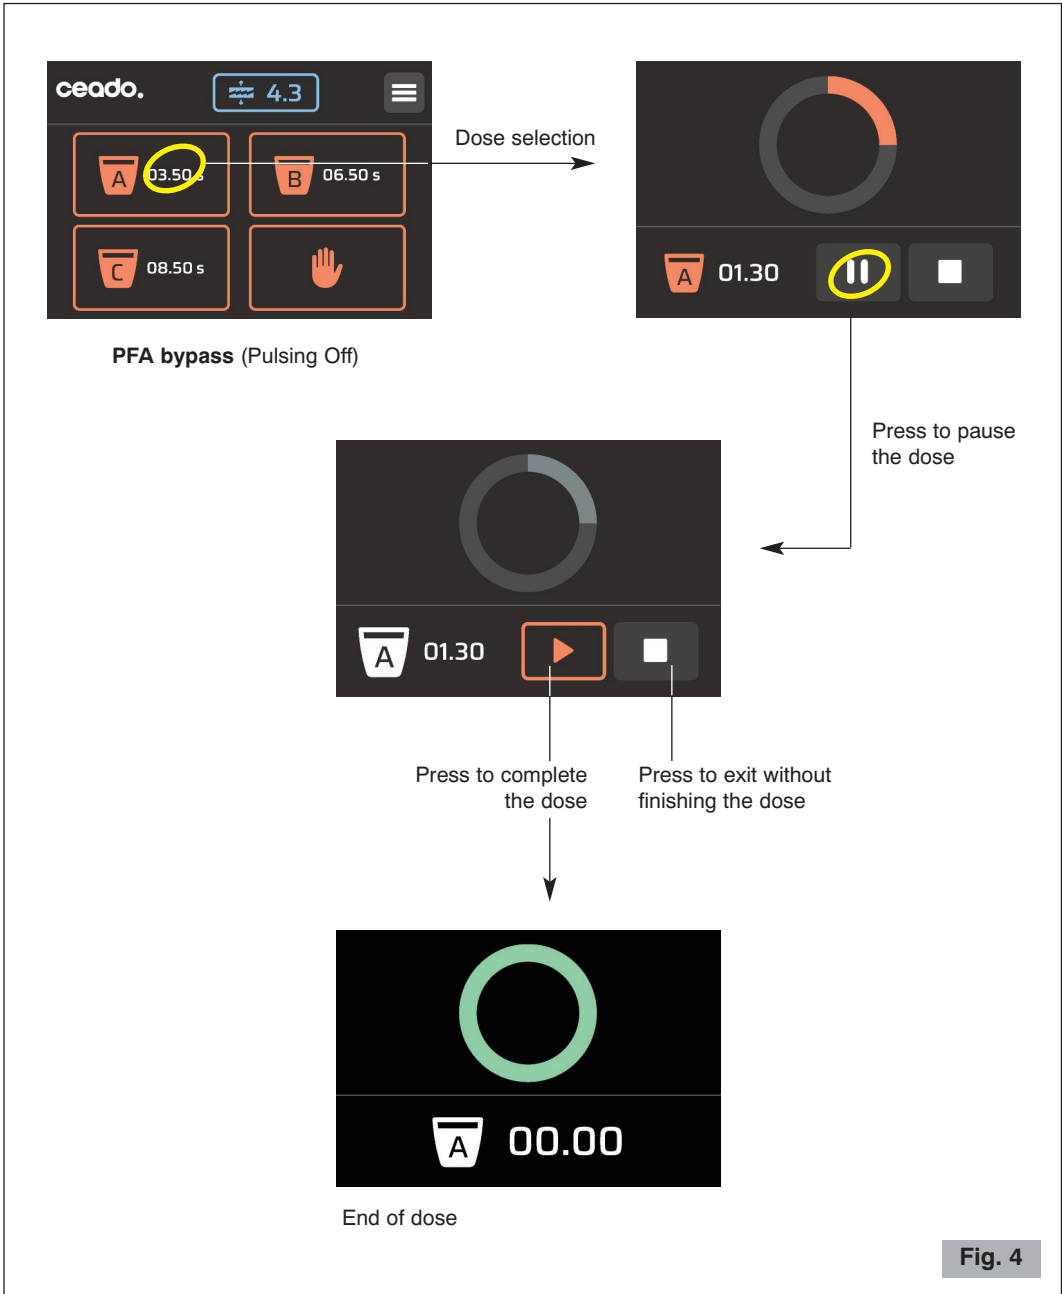 ceado.
4.3
A 03.50 s
B 06.50 s
C 08.50 s
PFA bypass (Pulsing Off)
Dose selection
A 01.30
Press to pause
the dose
A 01.30
Press to complete
the dose
Press to exit without
finishing the dose
A 00.00
End of dose
Fig. 4